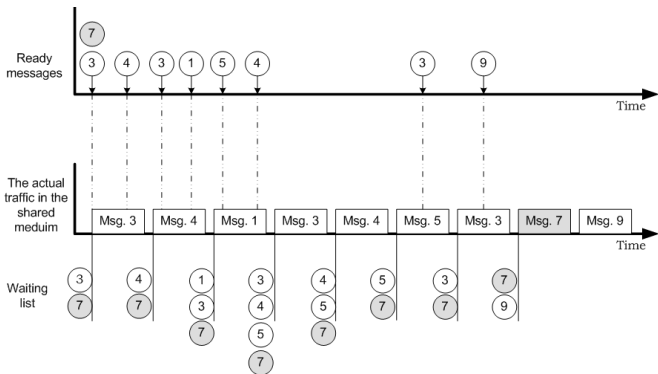 7
Ready
messages
3 4 3 1 5 4 3 9
Time
The actual
traffic in the
shared
meduim
Msg. 3 Msg. 4 Msg. 1 Msg. 3 Msg. 4 Msg. 5 Msg. 3 Msg. 7 Msg. 9
Time
Waiting
list
3 4 1 3 4 5 3 7
7 7 3 4 5 7 7 9
7 5 7
7